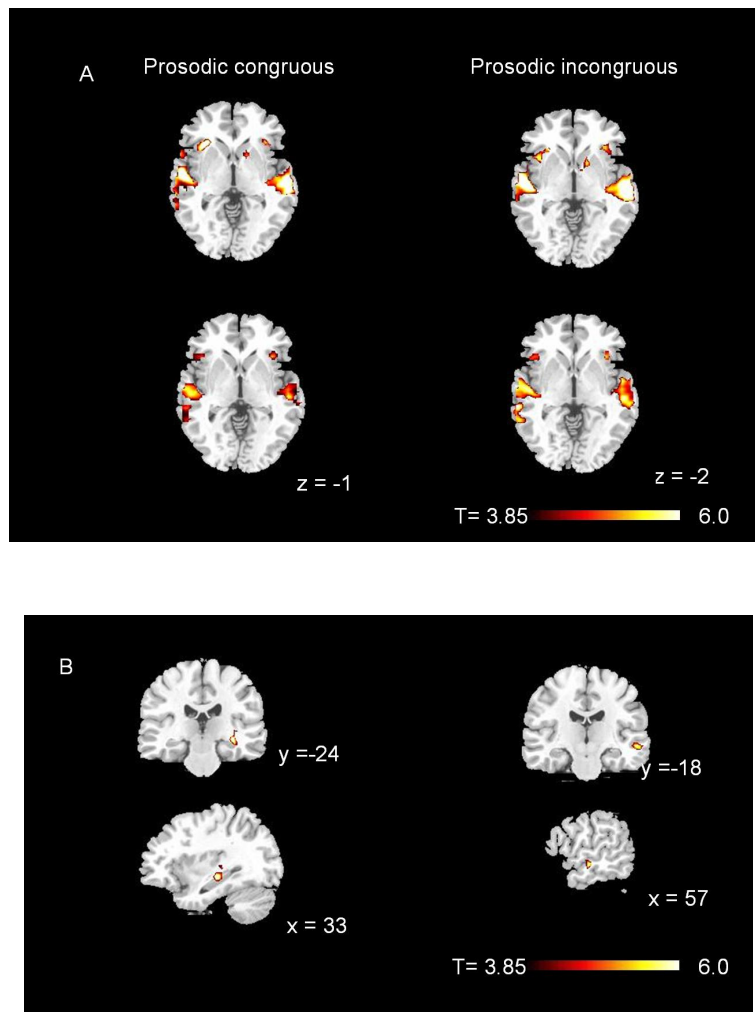 A
Prosodic congruous
Prosodic incongruous
z = -1
z = -2
T= 3.85
6.0
B
y =-24
y =-18
x = 33
x = 57
T= 3.85
6.0